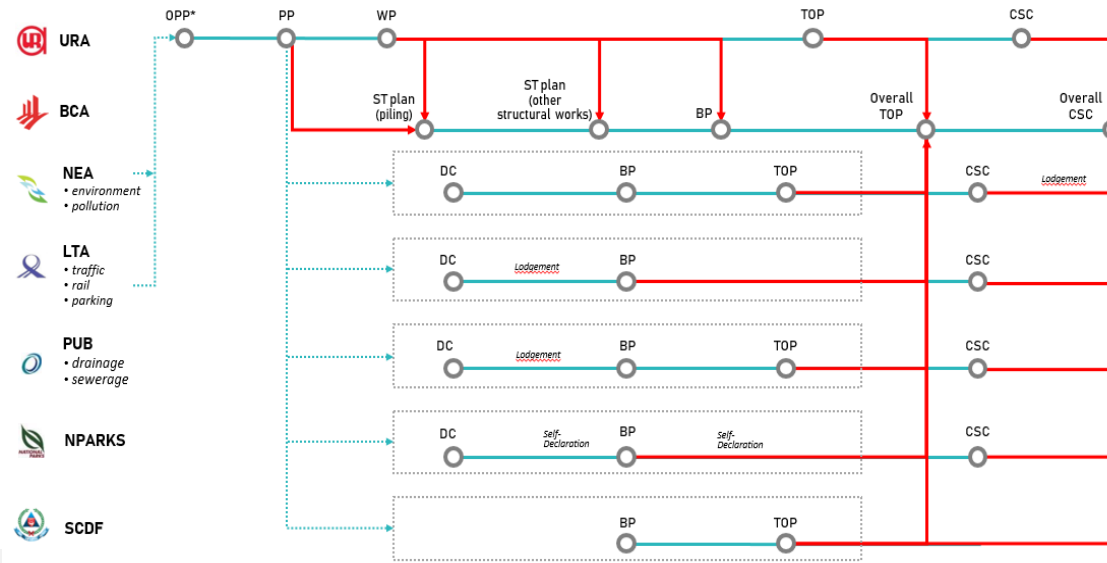 OPP*
PP
WP
TOP
CSC
URA
BCA
ST plan
(piling)
ST plan
(other
structural works)
BP
Overall
TOP
Overall
CSC
NEA
• environment
• pollution
DC
BP
TOP
CSC
Lodgement
LTA
• traffic
• rail
• parking
DC
Lodgement
BP
CSC
PUB
• drainage
• sewerage
DC
Lodgement
BP
TOP
CSC
NPARKS
DC
Self-
Declaration
BP
Self-
Declaration
CSC
SCDF
BP
TOP